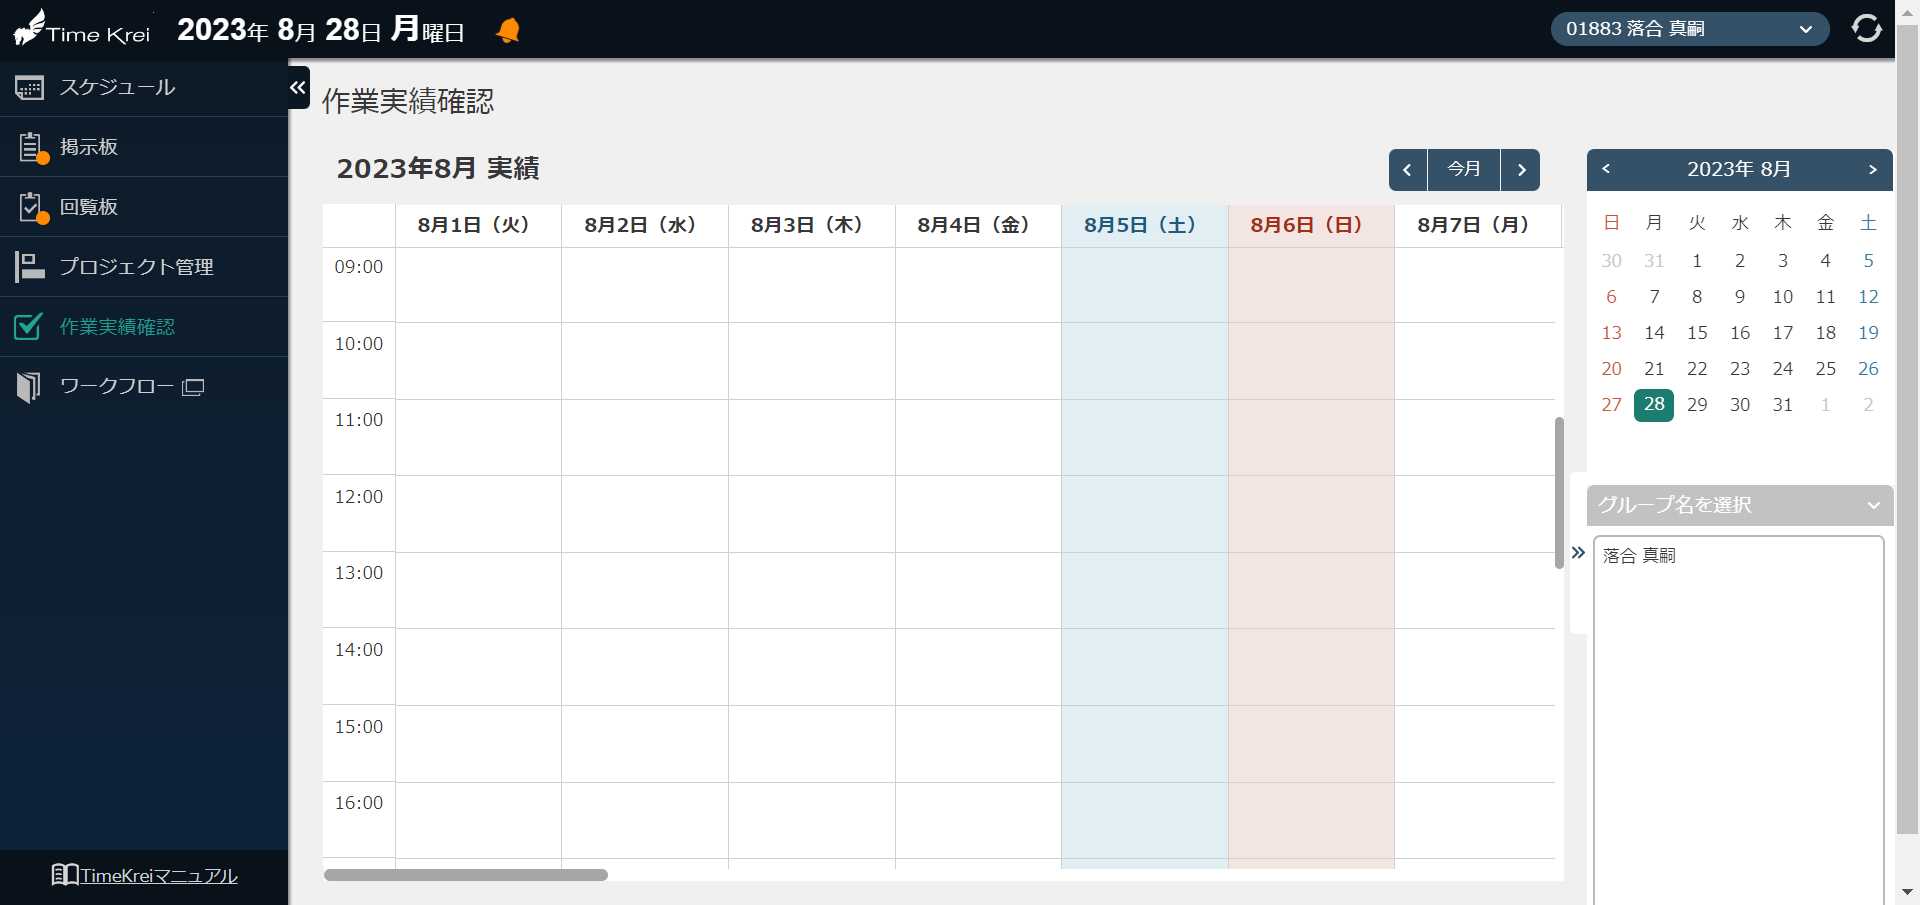 Time Krei
2023年 8月 28日 月曜日
01883 落合 真嗣
スケジュール
掲示板
回覧板
プロジェクト管理
作業実績確認
ワークフロー
TimeKreiマニュアル
作業実績確認
2023年8月 実績
今月
8月1日（火） 8月2日（水） 8月3日（木） 8月4日（金） 8月5日（土） 8月6日（日） 8月7日（月）
09:00
10:00
11:00
12:00
13:00
14:00
15:00
16:00
2023年 8月
日 月 火 水 木 金 土
30 31 1 2 3 4 5
6 7 8 9 10 11 12
13 14 15 16 17 18 19
20 21 22 23 24 25 26
27 28 29 30 31 1 2
グループ名を選択
落合 真嗣